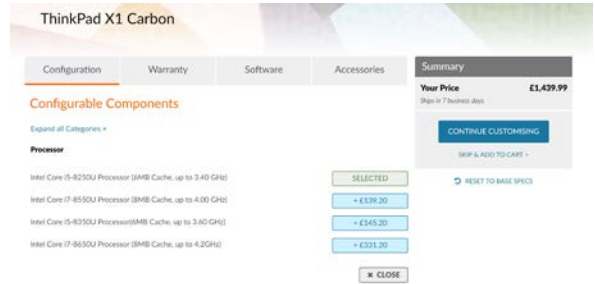 ThinkPad X1 Carbon
Configuration Warranty Software Accessories
Configurable Components
Expand all Categories +
Processor
Intel Core i5-8250U Processor (6MB Cache, up to 3.40 GHz) SELECTED
Intel Core i7-8550U Processor (8MB Cache, up to 4.00 GHz) + £139.20
Intel Core i5-8350U Processor(6MB Cache, up to 3.60 GHz) + £145.20
Intel Core i7-8650U Processor (8MB Cache, up to 4.2GHz) + £331.20
× CLOSE
Summary
Your Price £1,439.99
Ships in 7 business days.
CONTINUE CUSTOMISING
SKIP & ADD TO CART
RESET TO BASE SPECS